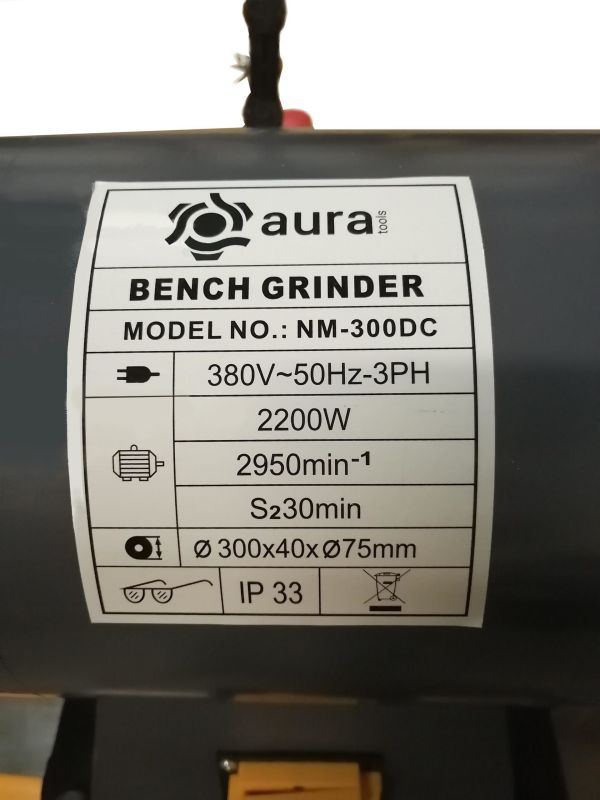 aura tools
BENCH GRINDER
MODEL NO.: NM-300DC
380V~50Hz-3PH
2200W
2950min⁻¹
S₂30min
Ø 300x40xØ75mm
IP 33